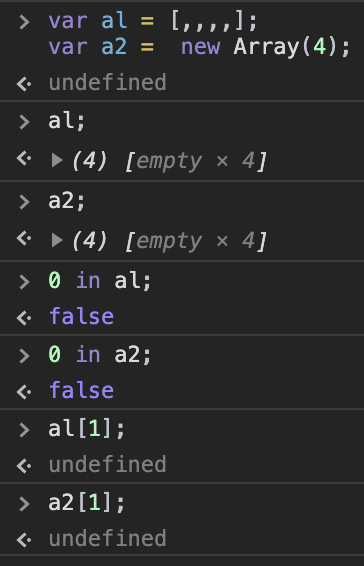 > var al = [,,,,];
var a2 =  new Array(4);
<· undefined
> al;
<· ▶ (4) [empty × 4]
> a2;
<· ▶ (4) [empty × 4]
> 0 in al;
<· false
> 0 in a2;
<· false
> al[1];
<· undefined
> a2[1];
<· undefined